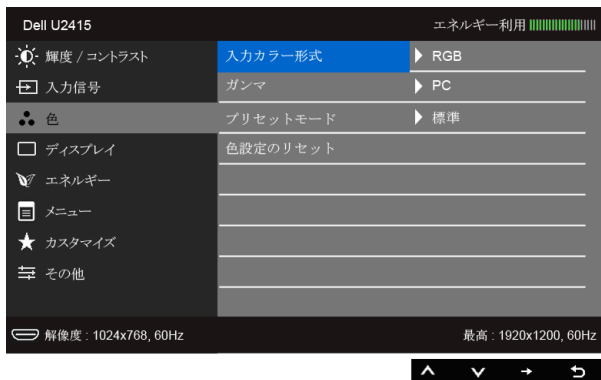 Dell U2415 エネルギー利用
輝度 / コントラスト 入力カラー形式 RGB
入力信号 ガンマ PC
色 プリセットモード 標準
ディスプレイ 色設定のリセット
エネルギー
メニュー
カスタマイズ
その他
解像度 : 1024x768, 60Hz 最高 : 1920x1200, 60Hz